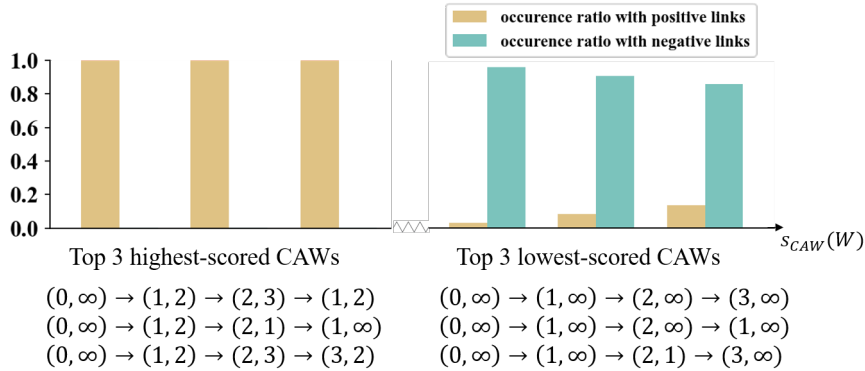 occurence ratio with positive links
occurence ratio with negative links
1.0
0.8
0.6
0.4
0.2
0.0
s_{CAW}(W)
Top 3 highest-scored CAWs
(0, ∞) → (1, 2) → (2, 3) → (1, 2)
(0, ∞) → (1, 2) → (2, 1) → (1, ∞)
(0, ∞) → (1, 2) → (2, 3) → (3, 2)
Top 3 lowest-scored CAWs
(0, ∞) → (1, ∞) → (2, ∞) → (3, ∞)
(0, ∞) → (1, ∞) → (2, ∞) → (1, ∞)
(0, ∞) → (1, ∞) → (2, 1) → (3, ∞)